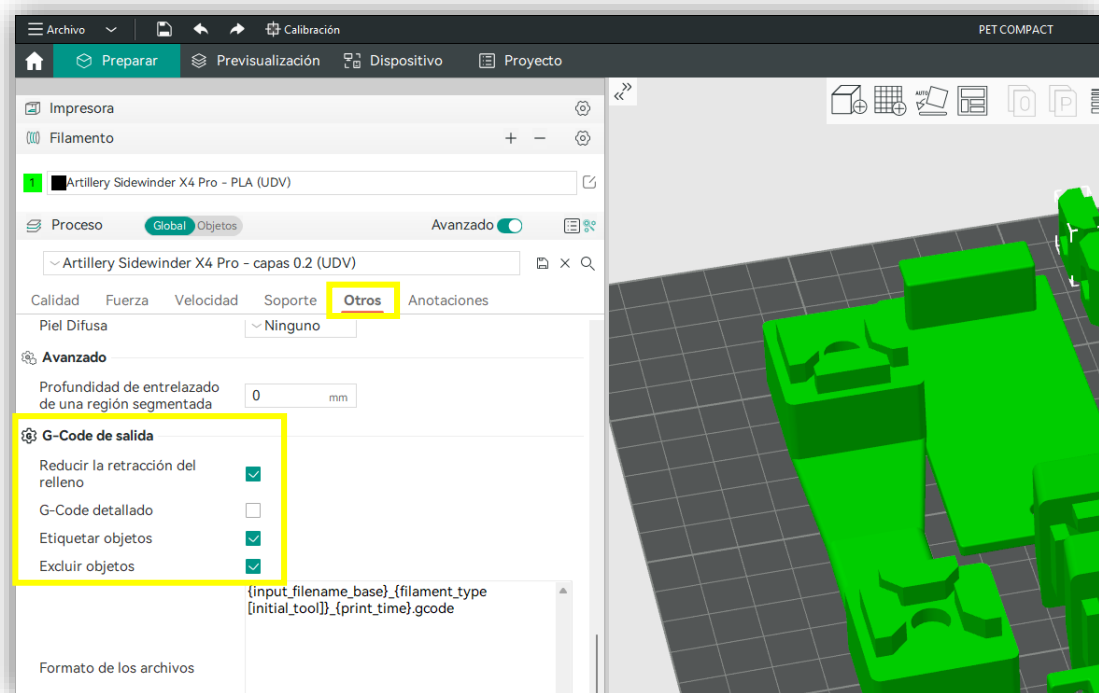 Archivo
Calibración
PET COMPACT
Preparar
Previsualización
Dispositivo
Proyecto
Impresora
Filamento
1
Artillery Sidewinder X4 Pro - PLA (UDV)
Proceso
Global
Objetos
Avanzado
Artillery Sidewinder X4 Pro - capas 0.2 (UDV)
Calidad
Fuerza
Velocidad
Soporte
Otros
Anotaciones
Piel Difusa
Ninguno
Avanzado
Profundidad de entrelazado
de una región segmentada
0
mm
G-Code de salida
Reducir la retracción del
relleno
G-Code detallado
Etiquetar objetos
Excluir objetos
{input_filename_base}_{filament_type
[initial_tool]}_{print_time}.gcode
Formato de los archivos
AUTO
O
P